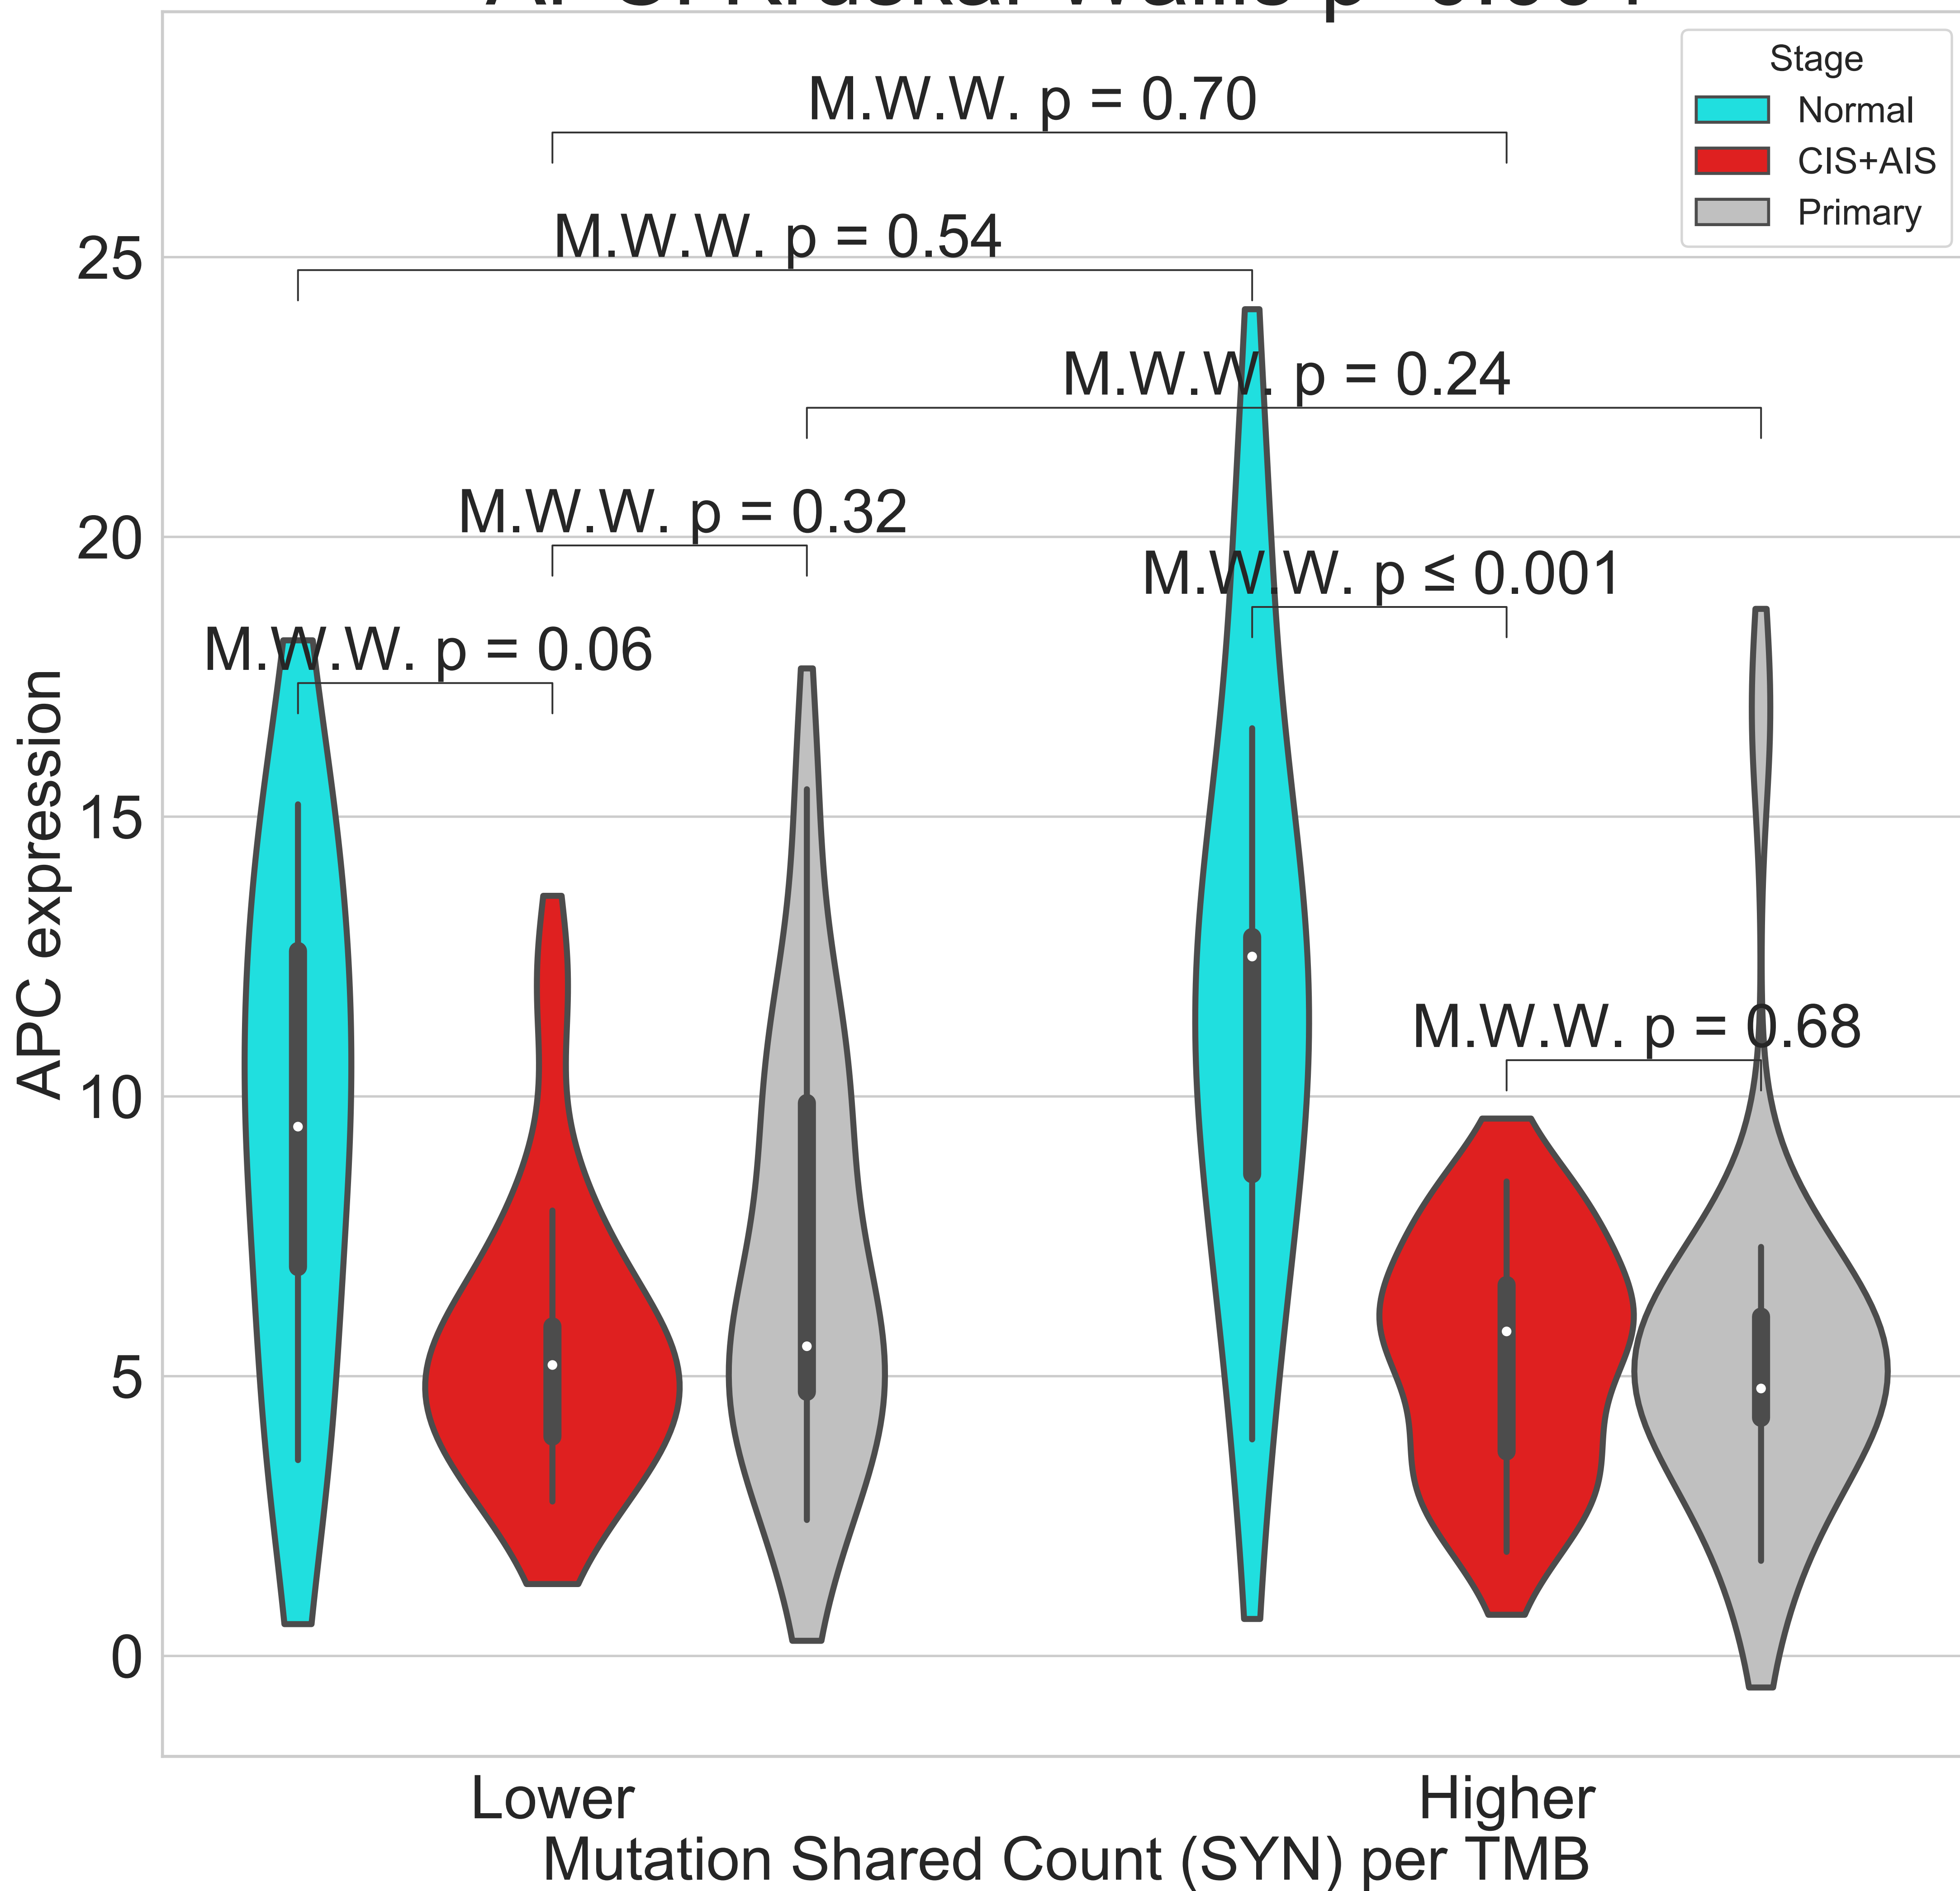 Stage
Normal
CIS+AIS
Primary
M.W.W. p = 0.70
M.W.W. p = 0.54
M.W.W. p = 0.24
M.W.W. p = 0.32
M.W.W. p ≤ 0.001
M.W.W. p = 0.06
M.W.W. p = 0.68
25
20
15
10
5
0
APC expression
Lower
Higher
Mutation Shared Count (SYN) per TMB